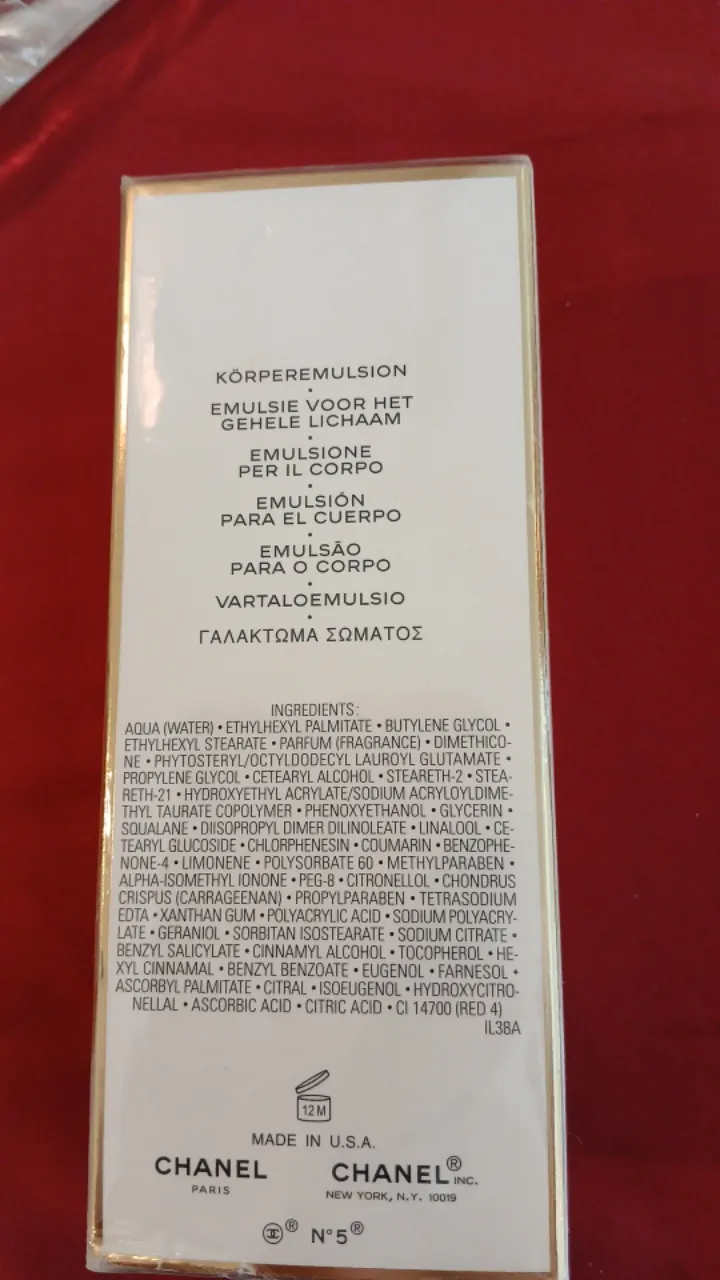 KÖRPEREMULSION
•
EMULSIE VOOR HET
GEHELE LICHAAM
•
EMULSIONE
PER IL CORPO
•
EMULSIÓN
PARA EL CUERPO
•
EMULSÃO
PARA O CORPO
•
VARTALOEMULSIO
•
ΓΑΛΑΚΤΩΜΑ ΣΩΜΑΤΟΣ
INGREDIENTS:
AQUA (WATER) • ETHYLHEXYL PALMITATE • BUTYLENE GLYCOL •
ETHYLHEXYL STEARATE • PARFUM (FRAGRANCE) • DIMETHICO-
NE • PHYTOSTERYL/OCTYLDODECYL LAUROYL GLUTAMATE •
PROPYLENE GLYCOL • CETEARYL ALCOHOL • STEARETH-2 • STEA-
RETH-21 • HYDROXYETHYL ACRYLATE/SODIUM ACRYLOYLDIME-
THYL TAURATE COPOLYMER • PHENOXYETHANOL • GLYCERIN •
SQUALANE • DIISOPROPYL DIMER DILINOLEATE • LINALOOL • CE-
TEARYL GLUCOSIDE • CHLORPHENESIN • COUMARIN • BENZOPHE-
NONE-4 • LIMONENE • POLYSORBATE 60 • METHYLPARABEN •
ALPHA-ISOMETHYL IONONE • PEG-8 • CITRONELLOL • CHONDRUS
CRISPUS (CARRAGEENAN) • PROPYLPARABEN • TETRASODIUM
EDTA • XANTHAN GUM • POLYACRYLIC ACID • SODIUM POLYACRY-
LATE • GERANIOL • SORBITAN ISOSTEARATE • SODIUM CITRATE •
BENZYL SALICYLATE • CINNAMYL ALCOHOL • TOCOPHEROL • HE-
XYL CINNAMAL • BENZYL BENZOATE • EUGENOL • FARNESOL •
ASCORBYL PALMITATE • CITRAL • ISOEUGENOL • HYDROXYCITRO-
NELLAL • ASCORBIC ACID • CITRIC ACID • CI 14700 (RED 4)
IL38A
12M
MADE IN U.S.A.
CHANEL CHANEL® INC.
PARIS NEW YORK, N.Y. 10019
® N°5®